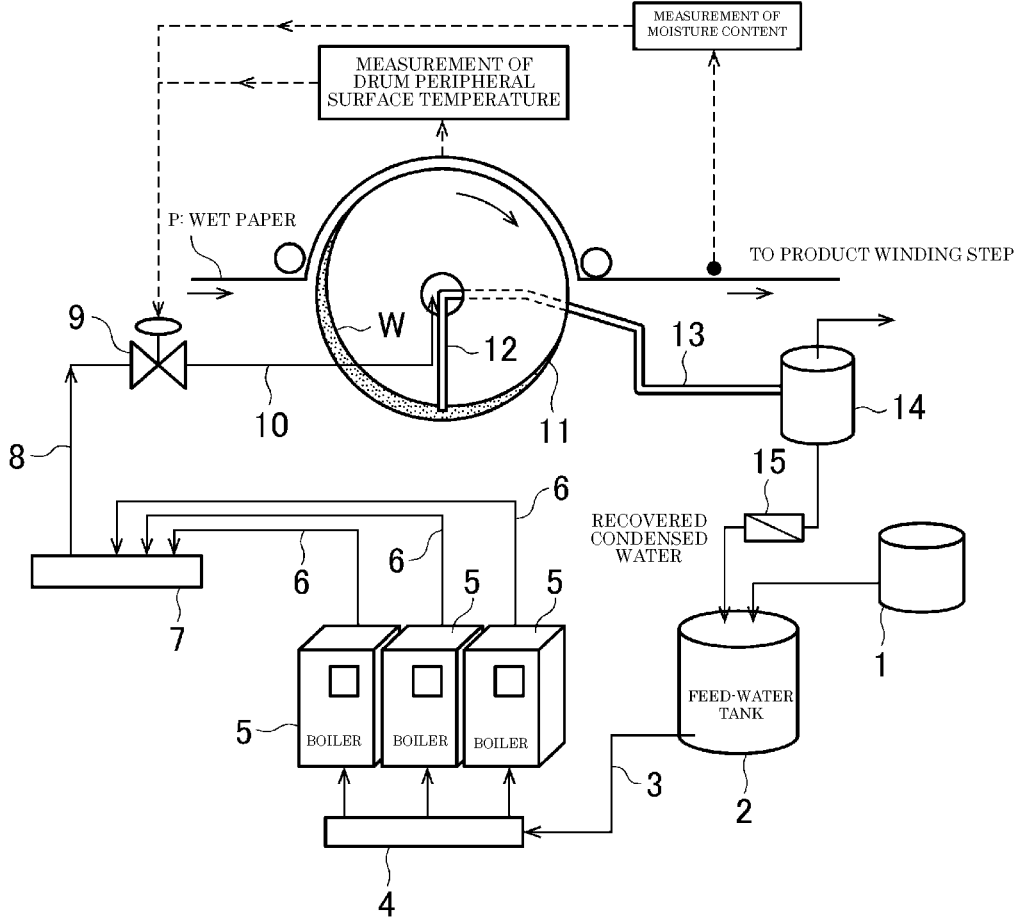 MEASUREMENT OF
MOISTURE CONTENT
MEASUREMENT OF
DRUM PERIPHERAL
SURFACE TEMPERATURE
P: WET PAPER
TO PRODUCT WINDING STEP
9
W
12
13
10
11
14
8
15
6
RECOVERED
CONDENSED
WATER
6
6
5
5
7
1
FEED-WATER
TANK
5
BOILER
BOILER
BOILER
3
2
4